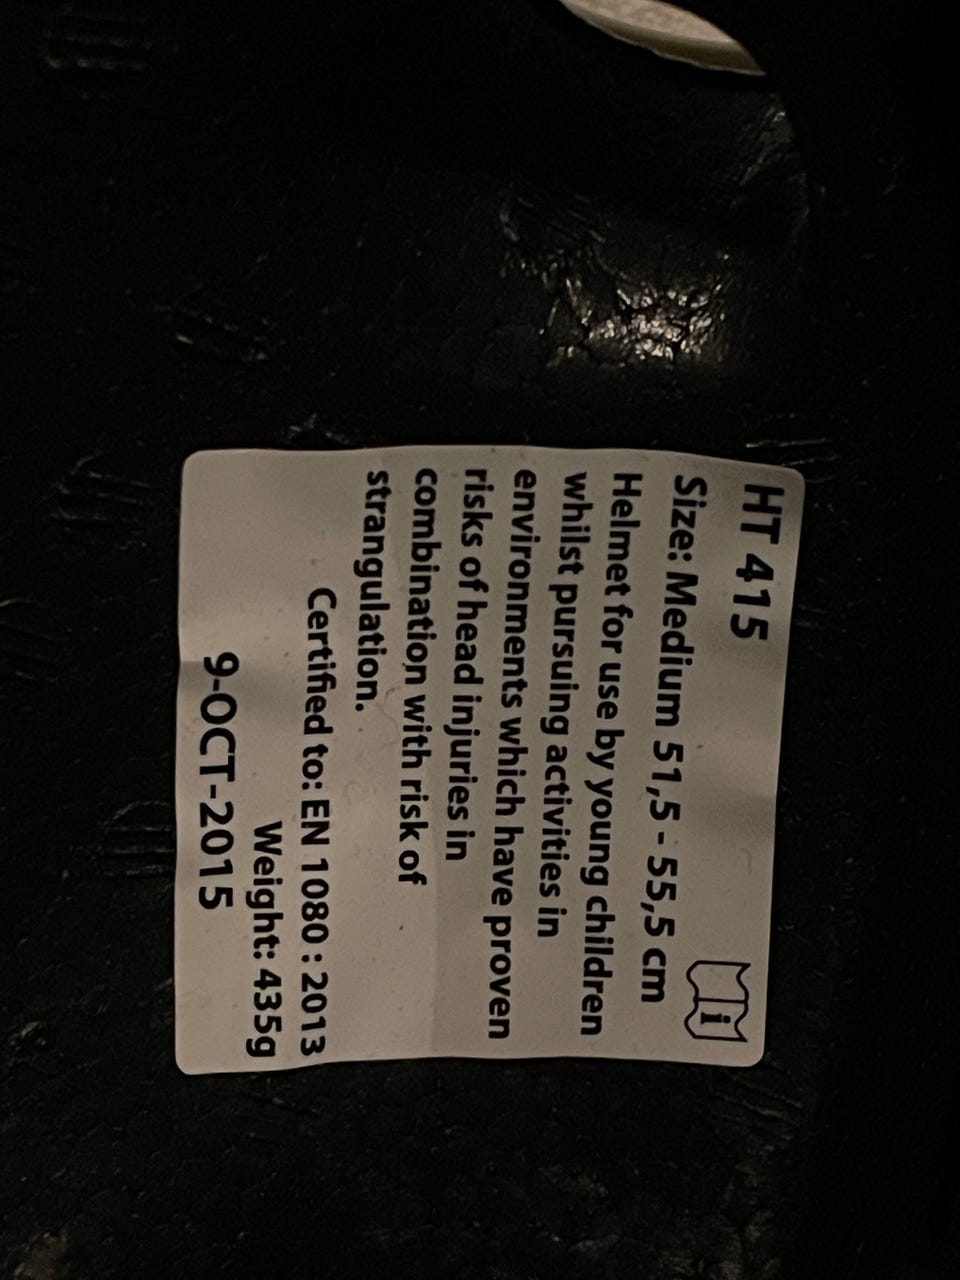 HT 415
Size: Medium 51,5 - 55,5 cm
Helmet for use by young children
whilst pursuing activities in
environments which have proven
risks of head injuries in
combination with risk of
strangulation.
Certified to: EN 1080 : 2013
Weight: 435g
9-OCT-2015